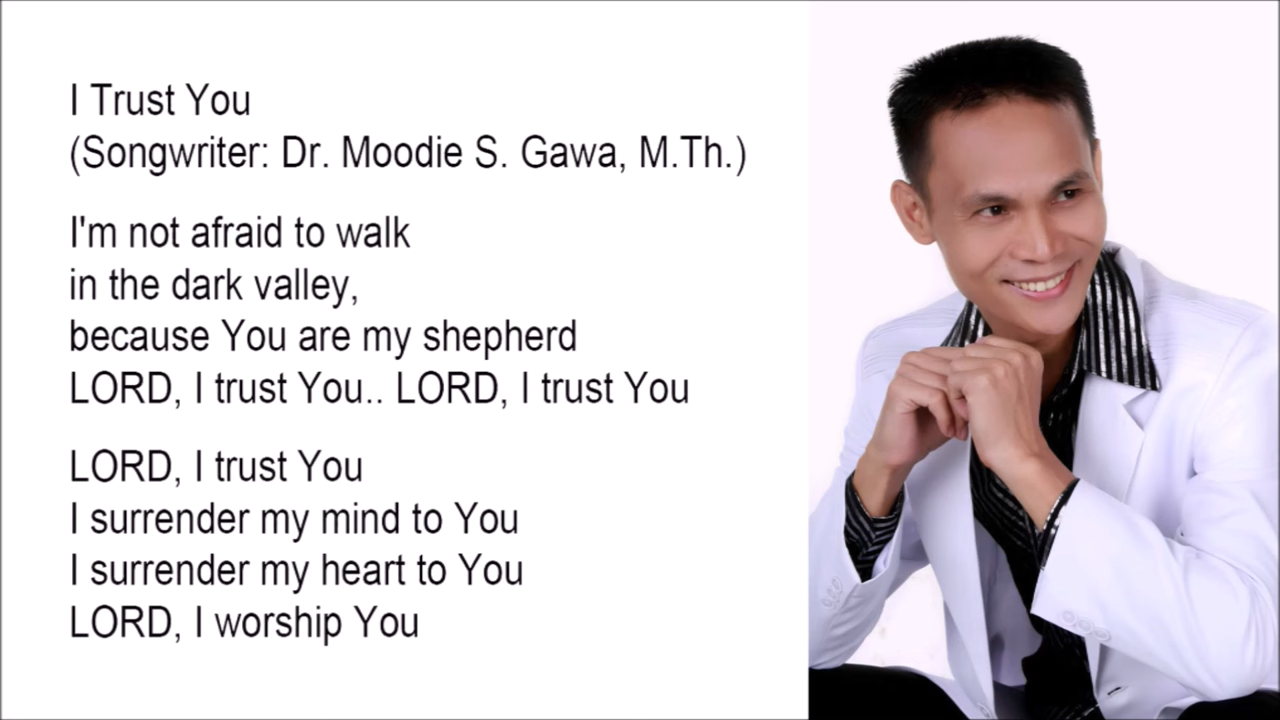 I Trust You
(Songwriter: Dr. Moodie S. Gawa, M.Th.)
I'm not afraid to walk
in the dark valley,
because You are my shepherd
LORD, I trust You.. LORD, I trust You
LORD, I trust You
I surrender my mind to You
I surrender my heart to You
LORD, I worship You